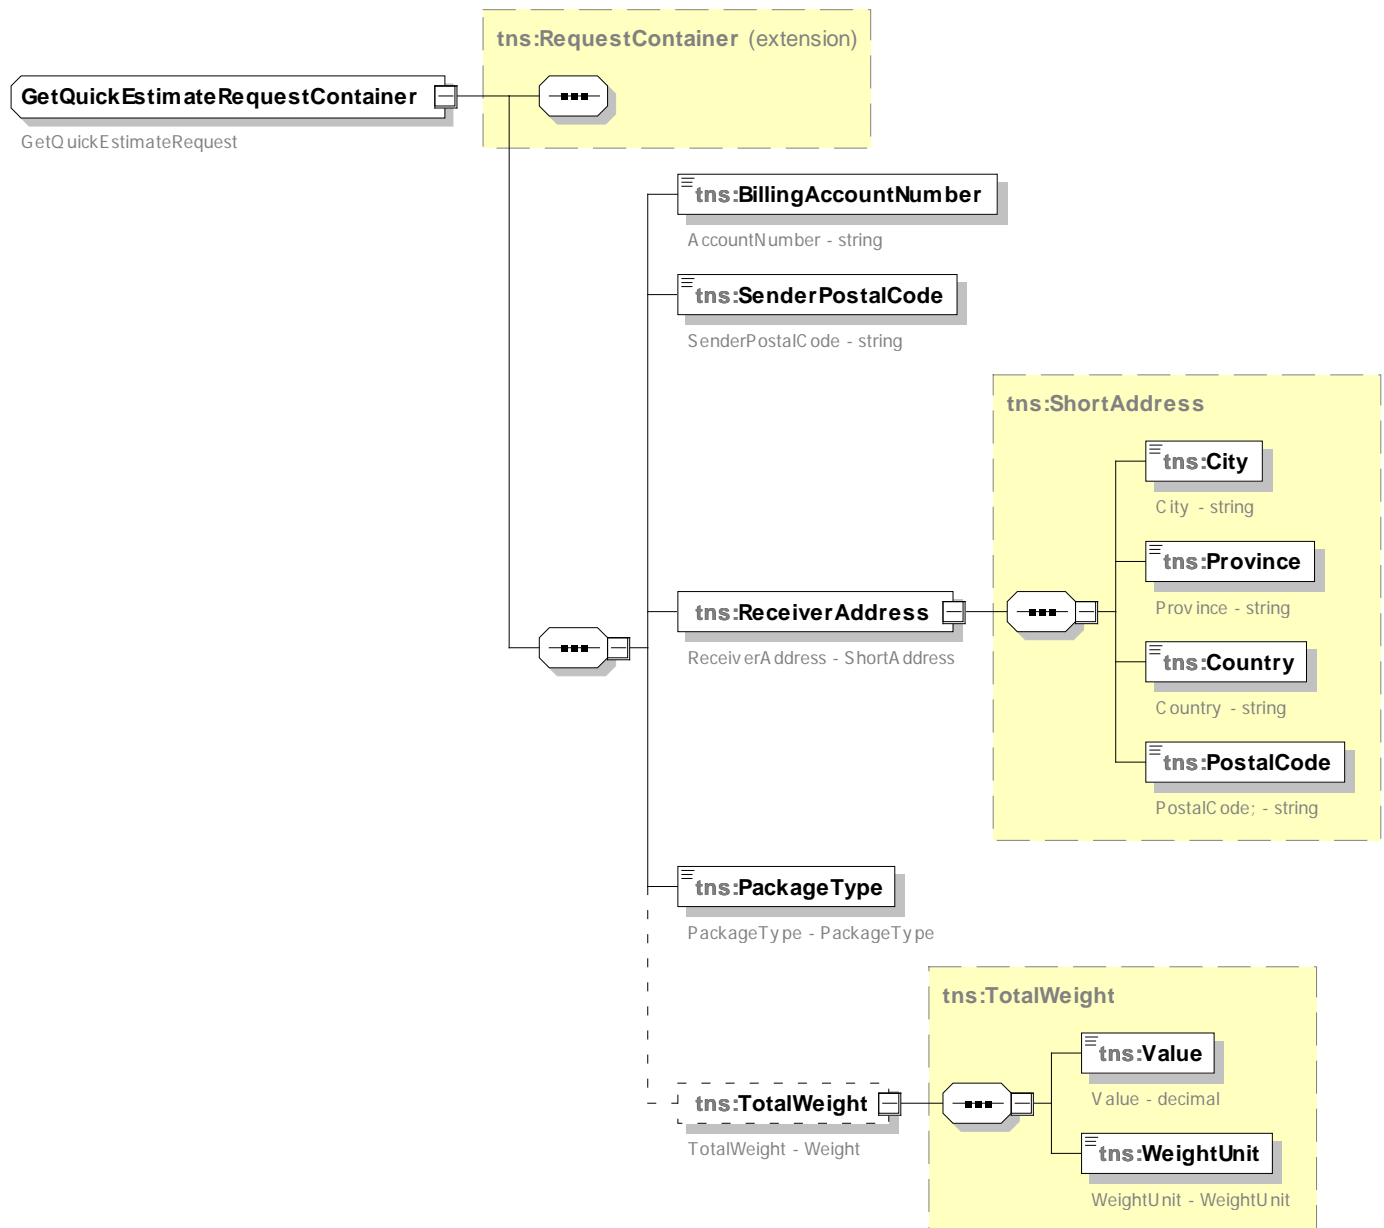 tns:RequestContainer (extension)
GetQuickEstimateRequestContainer
GetQuickEstimateRequest
tns:BillingAccountNumber
AccountNumber - string
tns:SenderPostalCode
SenderPostalCode - string
tns:ShortAddress
tns:City
City - string
tns:Province
Province - string
tns:ReceiverAddress
ReceiverAddress - ShortAddress
tns:Country
Country - string
tns:PostalCode
PostalCode; - string
tns:PackageType
PackageType - PackageType
tns:TotalWeight
tns:Value
Value - decimal
tns:TotalWeight
TotalWeight - Weight
tns:WeightUnit
WeightUnit - WeightUnit